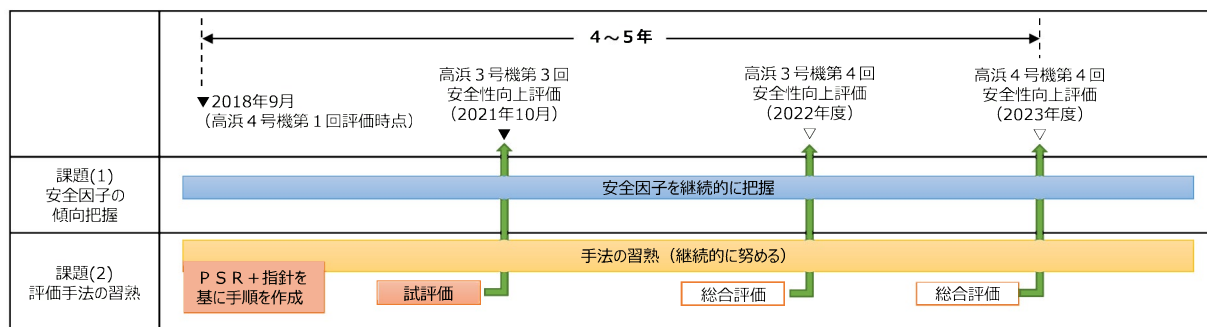 4～5年
▼2018年9月
（高浜４号機第１回評価時点）
高浜３号機第３回
安全性向上評価
（2021年10月）
▼
高浜３号機第４回
安全性向上評価
（2022年度）
▽
高浜４号機第４回
安全性向上評価
（2023年度）
▽
課題(1)
安全因子の
傾向把握
安全因子を継続的に把握
課題(2)
評価手法の習熟
手法の習熟（継続的に努める）
ＰＳＲ＋指針を
基に手順を作成
試評価
総合評価
総合評価